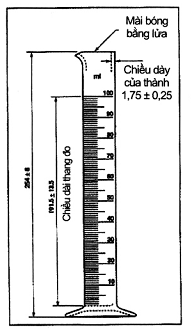 Mài bóng
bằng lửa
Chiều dày
của thành
1,75 ± 0,25
ml
100
90
80
70
60
50
40
30
20
10
Chiều dài thang đo
191.5 ± 13.5
254 ± 8